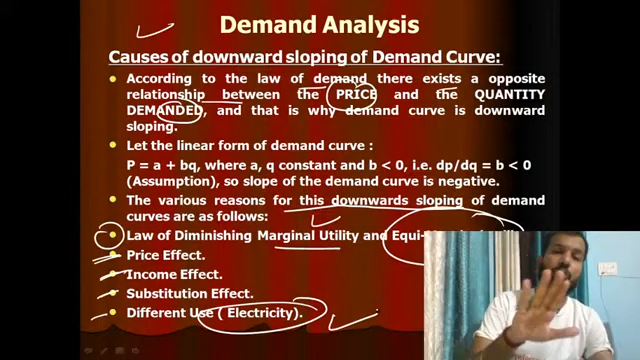 Demand Analysis
Causes of downward sloping of Demand Curve:
According to the law of demand there exists a opposite
relationship between the PRICE and the QUANTITY
DEMANDED, and that is why demand curve is downward
sloping.
Let the linear form of demand curve :
P = a + bq, where a, q constant and b < 0, i.e. dp/dq = b < 0
(Assumption), so slope of the demand curve is negative.
The various reasons for this downwards sloping of demand
curves are as follows:
Law of Diminishing Marginal Utility and
Price Effect.
Income Effect.
Substitution Effect.
Different Use ( Electricity).